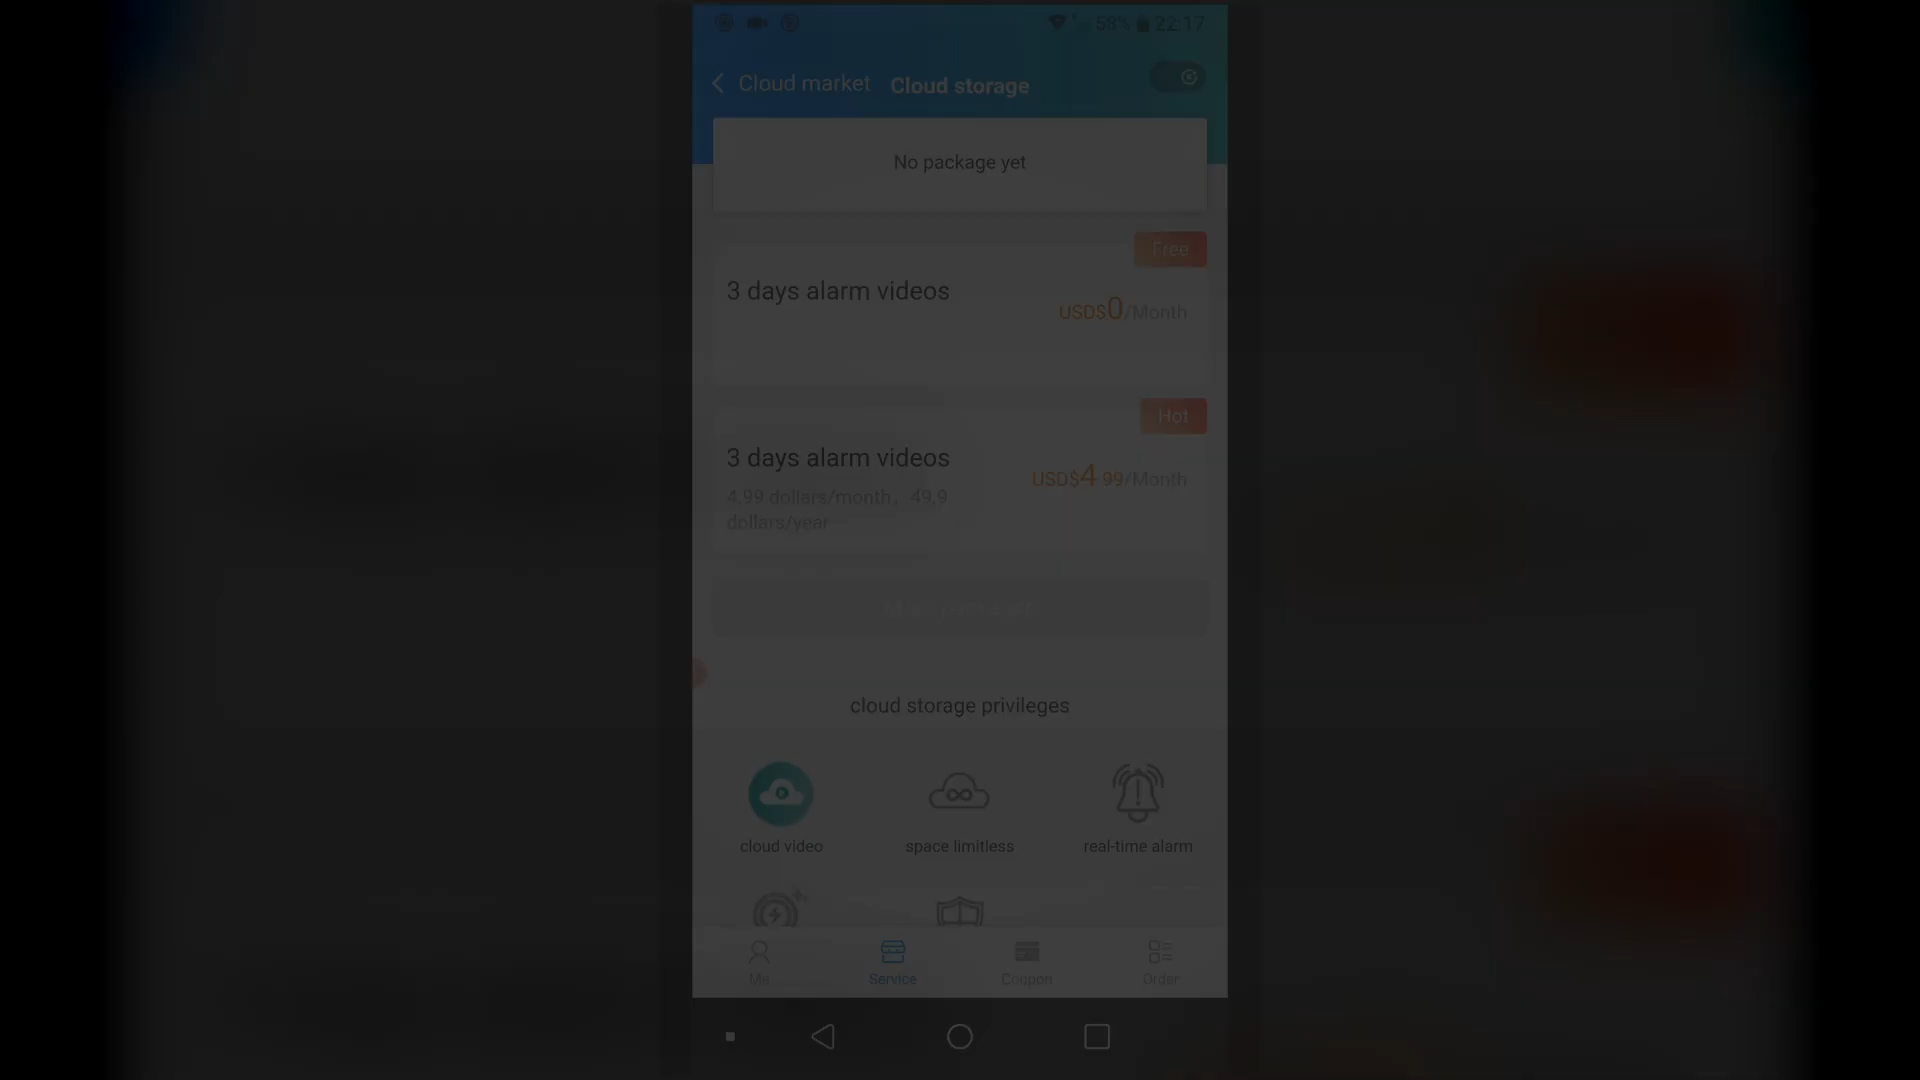 58% 22:17
Cloud market Cloud storage
No package yet
Free
3 days alarm videos
USD$0/Month
Hot
3 days alarm videos
USD$4.99/Month
4.99 dollars/month, 49.9
dollars/year
cloud storage privileges
cloud video space limitless real-time alarm
Me Service Coupon Order